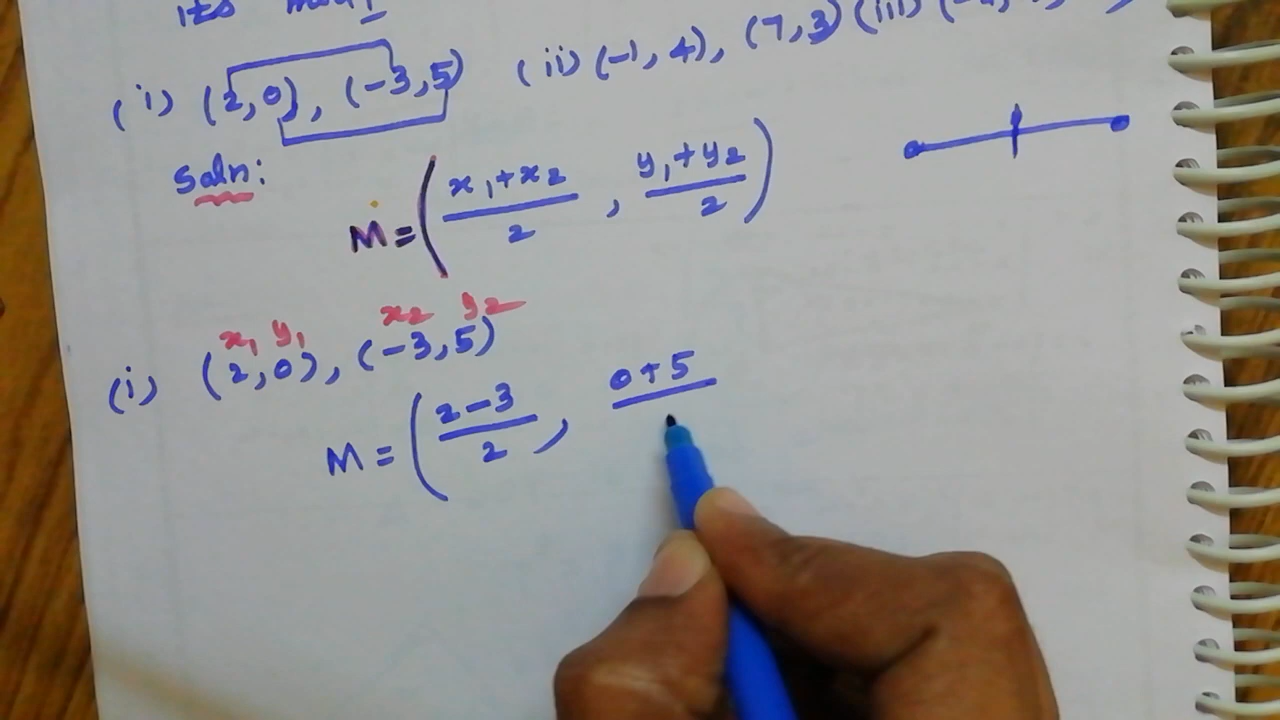 its
(i) (2,0), (-3,5) (ii) (-1,4), (7,3) (iii)
Soln:
M = ( x₁+x₂ / 2 , y₁+y₂ / 2 )
x₁ y₁ x₂ y₂
(i) (2,0), (-3,5)
M = ( 2-3 / 2 , 0+5